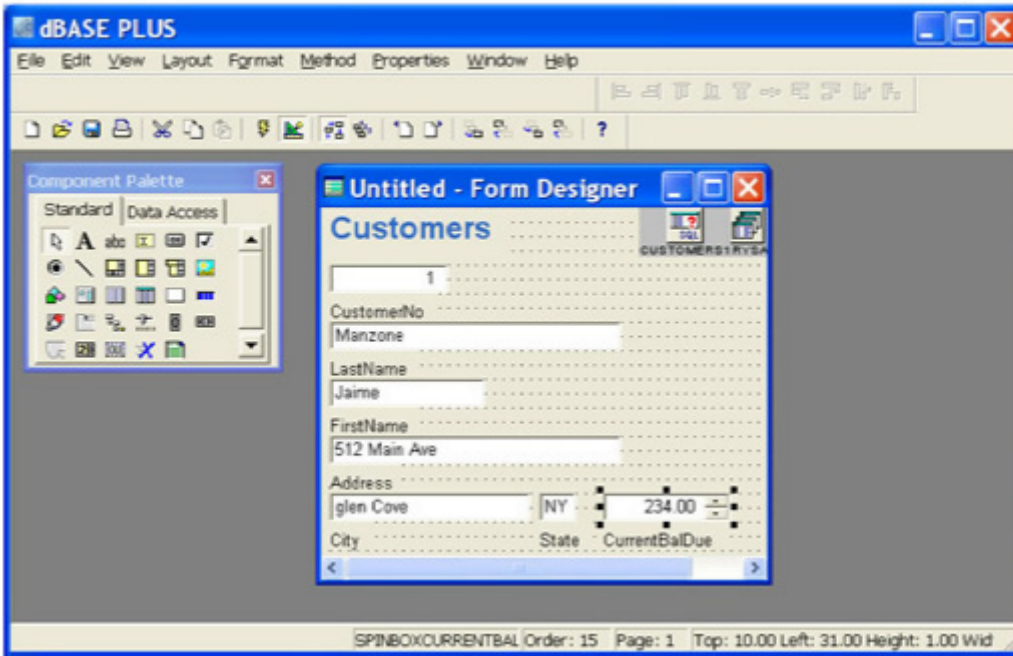 dBASE PLUS
File Edit View Layout Format Method Properties Window Help
Component Palette
Standard Data Access
Untitled - Form Designer
Customers
SQL
CUSTOMERS1
1
CustomerNo
Manzone
LastName
Jaime
FirstName
512 Main Ave
Address
glen Cove NY 234.00
City State CurrentBalDue
SPINBOXCURRENTBAL Order: 15 Page: 1 Top: 10.00 Left: 31.00 Height: 1.00 Wid